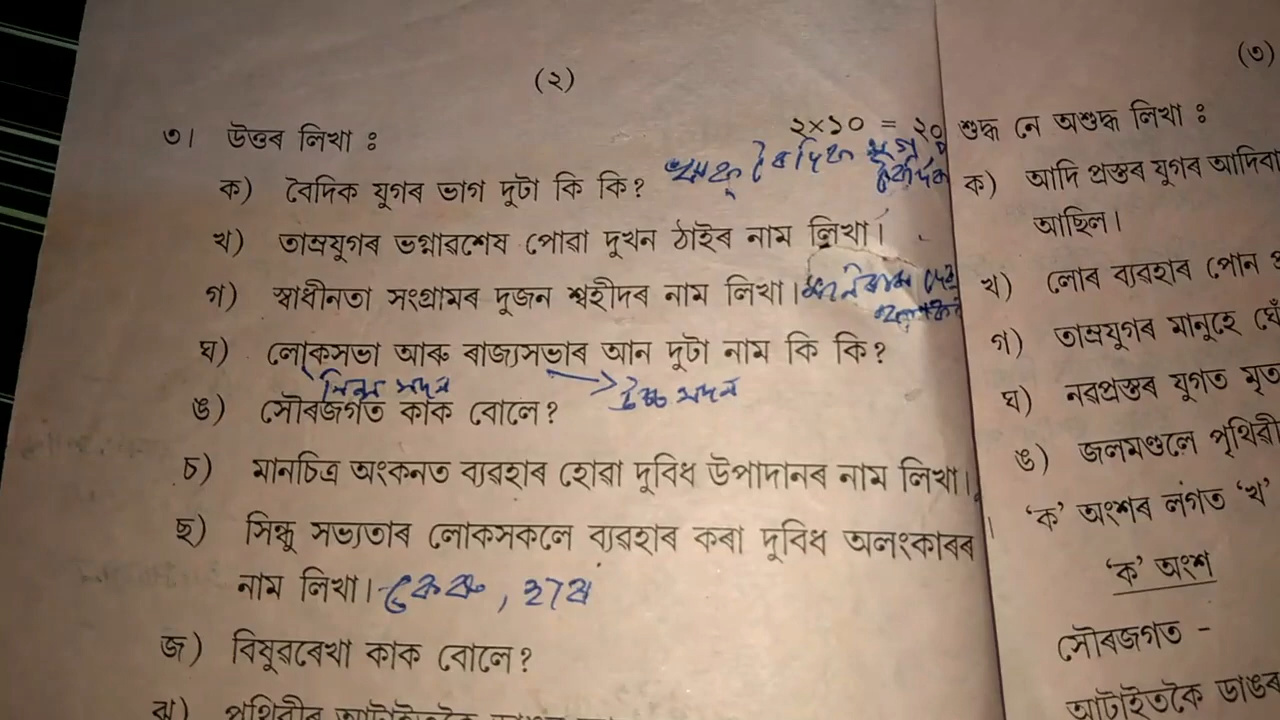 (২)
৩। উত্তৰ লিখা ঃ ২×১০ = ২০
ক) বৈদিক যুগৰ ভাগ দুটা কি কি?
খ) তাম্ৰযুগৰ ভগ্নাৱশেষ পোৱা দুখন ঠাইৰ নাম লিখা।
গ) স্বাধীনতা সংগ্ৰামৰ দুজন শ্বহীদৰ নাম লিখা।
ঘ) লোকসভা আৰু ৰাজ্যসভাৰ আন দুটা নাম কি কি?
নিম্ন সদন উচ্চ সদন
ঙ) সৌৰজগত কাক বোলে?
চ) মানচিত্ৰ অংকনত ব্যৱহাৰ হোৱা দুবিধ উপাদানৰ নাম লিখা।
ছ) সিন্ধু সভ্যতাৰ লোকসকলে ব্যৱহাৰ কৰা দুবিধ অলংকাৰৰ
নাম লিখা। কেৰু,
জ) বিষুৱৰেখা কাক বোলে?
ঝ) পৃথিৱীৰ আটাইতকৈ
(৩)
শুদ্ধ নে অশুদ্ধ লিখা ঃ
ক) আদি প্ৰস্তৰ যুগৰ আদিবা
আছিল।
খ) লোৰ ব্যৱহাৰ পোন
গ) তাম্ৰযুগৰ মানুহে
ঘ) নৱপ্ৰস্তৰ যুগত মৃত
ঙ) জলমণ্ডলে পৃথিৱী
‘ক’ অংশৰ লগত ‘খ’
‘ক’ অংশ
সৌৰজগত -
আটাইতকৈ ডাঙৰ